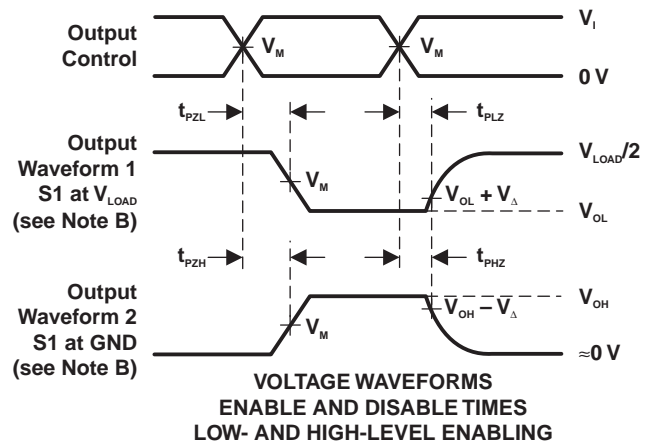 Output
Control
V_M
V_M
V_I
0 V
t_PZL
t_PLZ
Output
Waveform 1
S1 at V_LOAD
(see Note B)
V_M
V_OL + V_Δ
V_LOAD/2
V_OL
t_PZH
t_PHZ
Output
Waveform 2
S1 at GND
(see Note B)
V_M
V_OH − V_Δ
V_OH
≈0 V
VOLTAGE WAVEFORMS
ENABLE AND DISABLE TIMES
LOW- AND HIGH-LEVEL ENABLING